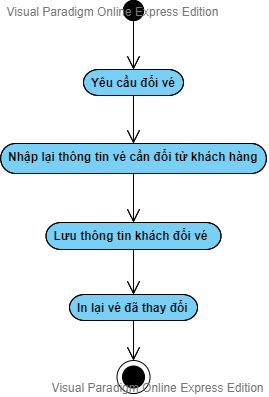 Visual Paradigm Online Express Edition
Yêu cầu đổi vé
Nhập lại thông tin vé cần đổi từ khách hàng
Lưu thông tin khách đổi vé
In lại vé đã thay đổi
Visual Paradigm Online Express Edition